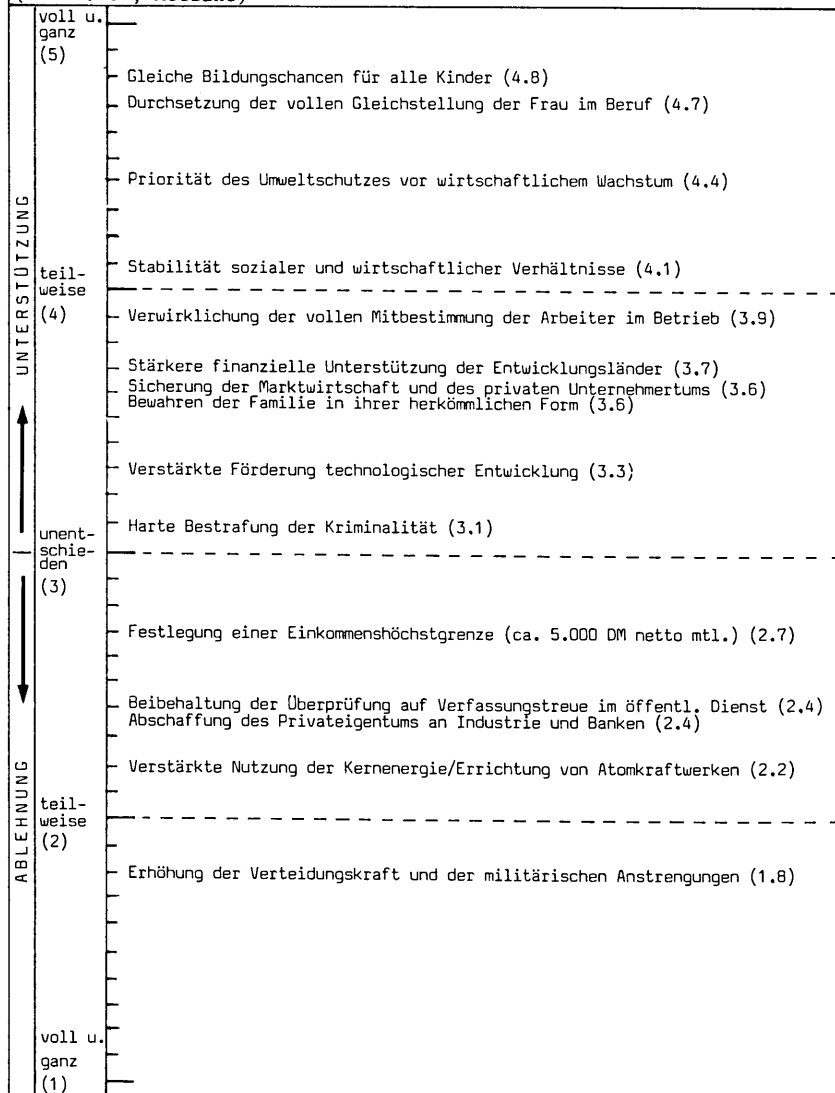 voll u.
ganz
(5)
Gleiche Bildungschancen für alle Kinder (4.8)
Durchsetzung der vollen Gleichstellung der Frau im Beruf (4.7)
Priorität des Umweltschutzes vor wirtschaftlichem Wachstum (4.4)
UNTERSTÜTZUNG
Stabilität sozialer und wirtschaftlicher Verhältnisse (4.1)
teil-
weise
(4)
Verwirklichung der vollen Mitbestimmung der Arbeiter im Betrieb (3.9)
Stärkere finanzielle Unterstützung der Entwicklungsländer (3.7)
Sicherung der Marktwirtschaft und des privaten Unternehmertums (3.6)
Bewahren der Familie in ihrer herkömmlichen Form (3.6)
Verstärkte Förderung technologischer Entwicklung (3.3)
Harte Bestrafung der Kriminalität (3.1)
unent-
schie-
den
(3)
Festlegung einer Einkommenshöchstgrenze (ca. 5.000 DM netto mtl.) (2.7)
Beibehaltung der Überprüfung auf Verfassungstreue im öffentl. Dienst (2.4)
Abschaffung des Privateigentums an Industrie und Banken (2.4)
Verstärkte Nutzung der Kernenergie/Errichtung von Atomkraftwerken (2.2)
ABLEHNUNG
teil-
weise
(2)
Erhöhung der Verteidungskraft und der militärischen Anstrengungen (1.8)
voll u.
ganz
(1)